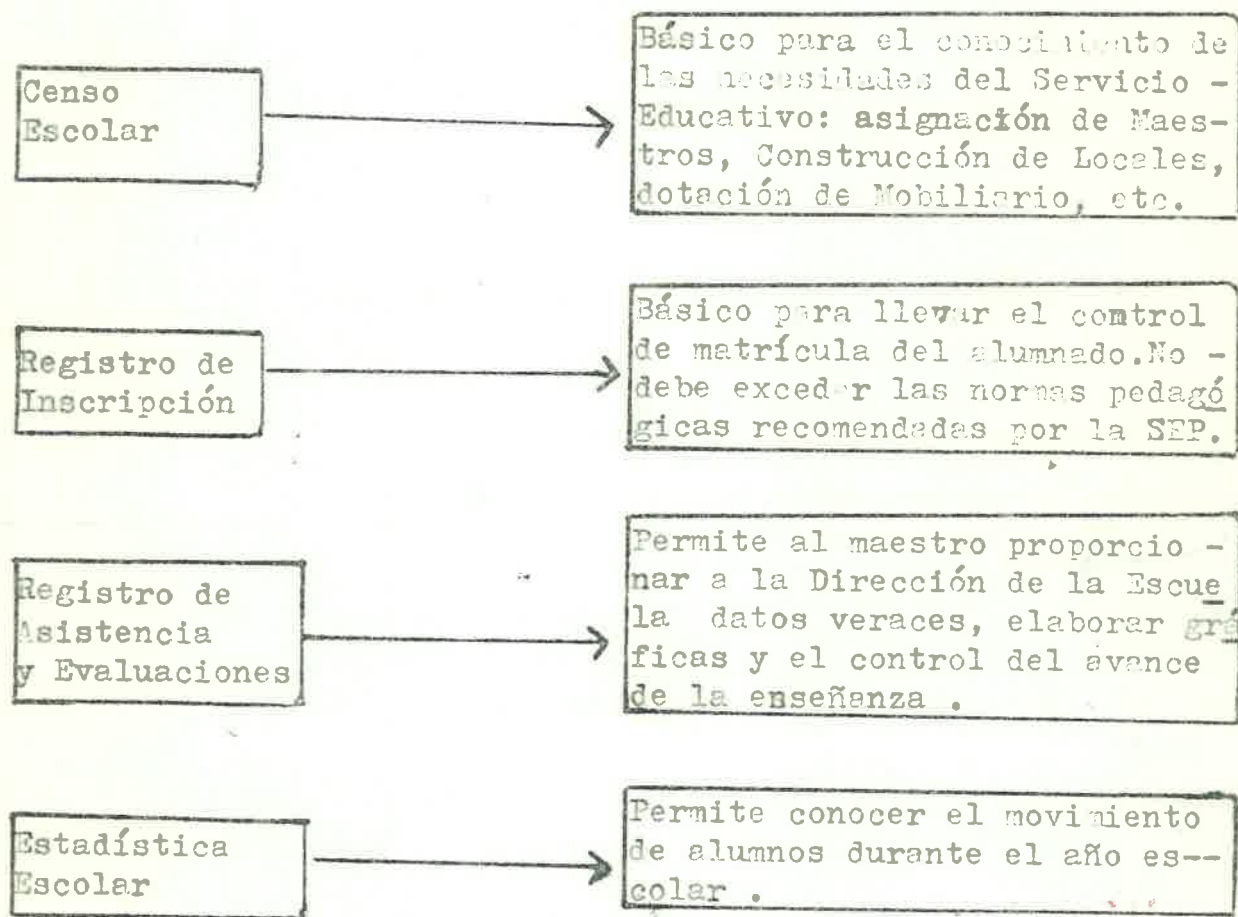 Censo
Escolar
Básico para el conocimiento de
las necesidades del Servicio -
Educativo: asignación de Maes-
tros, Construcción de Locales,
dotación de Mobiliario, etc.
Registro de
Inscripción
Básico para llevar el control
de matrícula del alumnado.No -
debe exceder las normas pedagó
gicas recomendadas por la SEP.
Registro de
Asistencia
y Evaluaciones
Permite al maestro proporcio -
nar a la Dirección de la Escue
la datos veraces, elaborar grá
ficas y el control del avance
de la enseñanza .
Estadística
Escolar
Permite conocer el movimiento
de alumnos durante el año es--
colar .